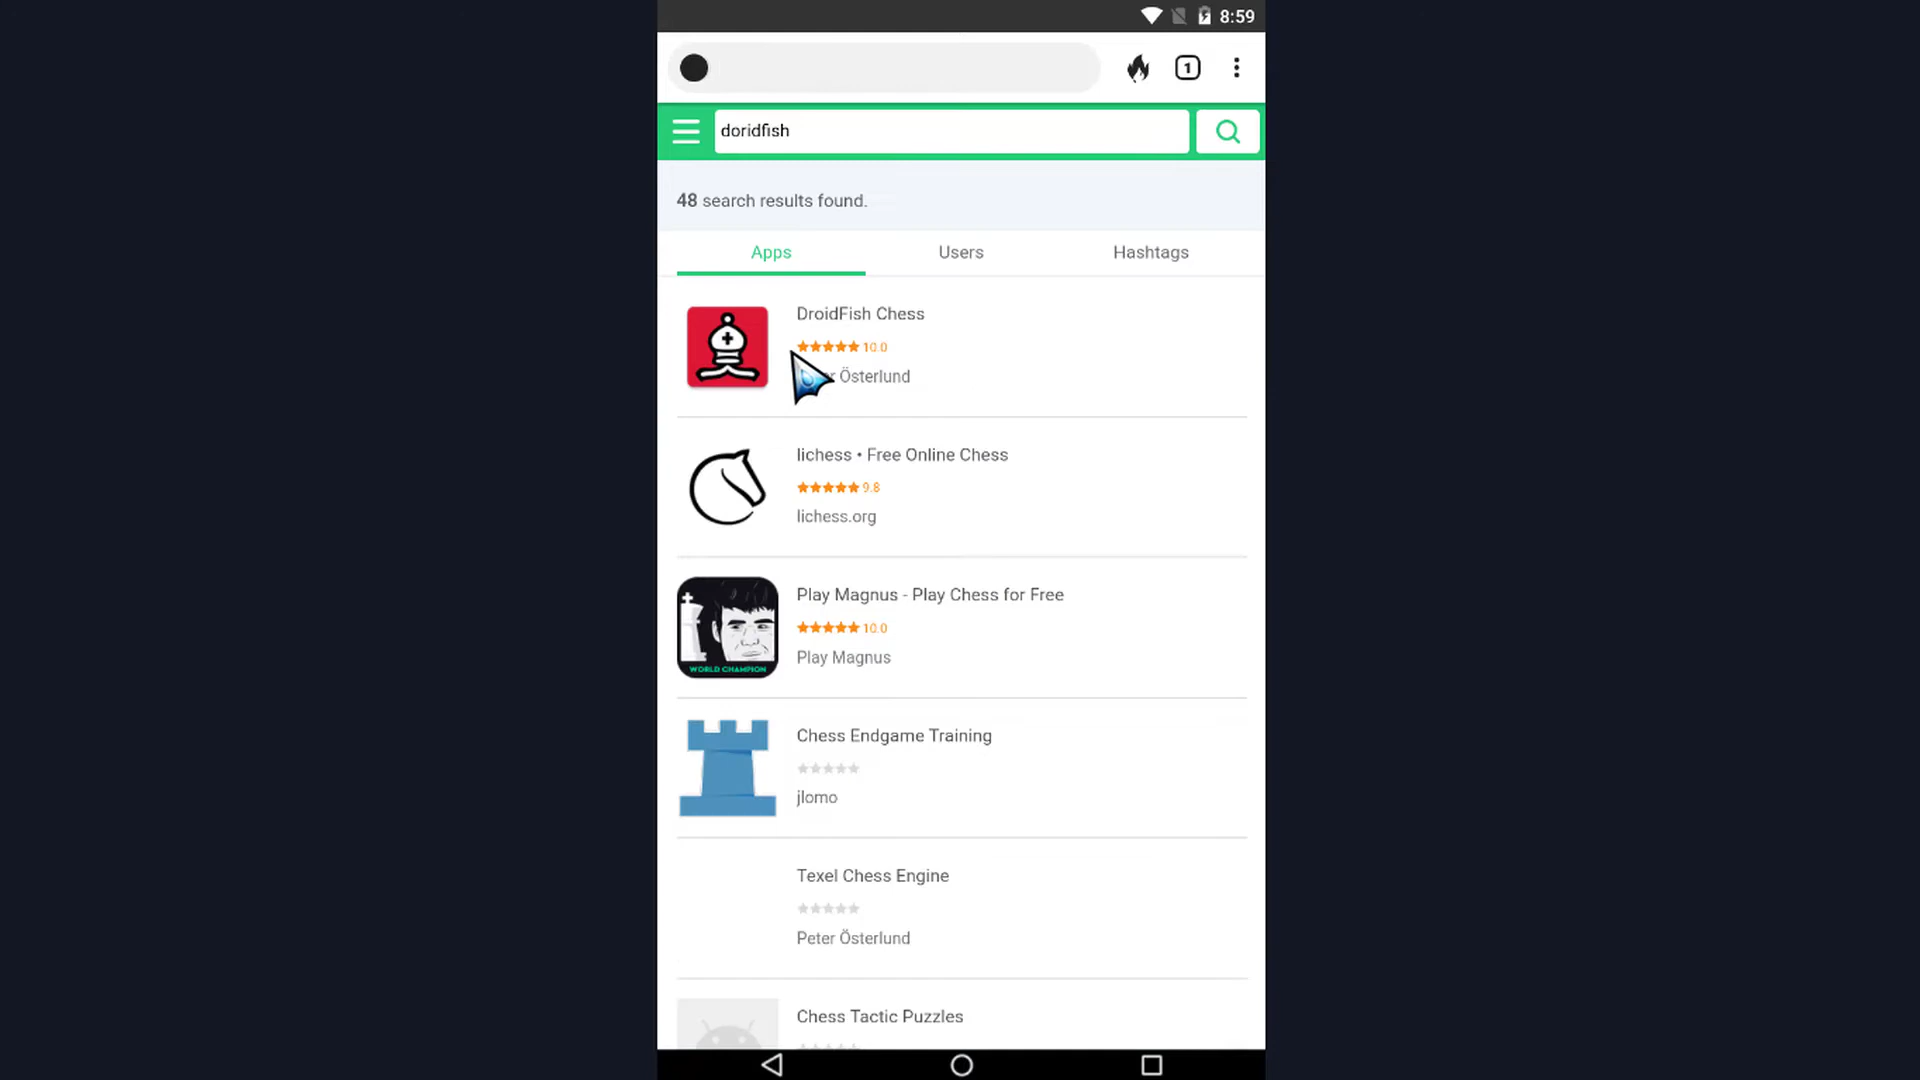 8:59
1
doridfish
48 search results found.
Apps Users Hashtags
DroidFish Chess
10.0
Österlund
lichess • Free Online Chess
9.8
lichess.org
Play Magnus - Play Chess for Free
10.0
WORLD CHAMPION
Play Magnus
Chess Endgame Training
jlomo
Texel Chess Engine
Peter Österlund
Chess Tactic Puzzles